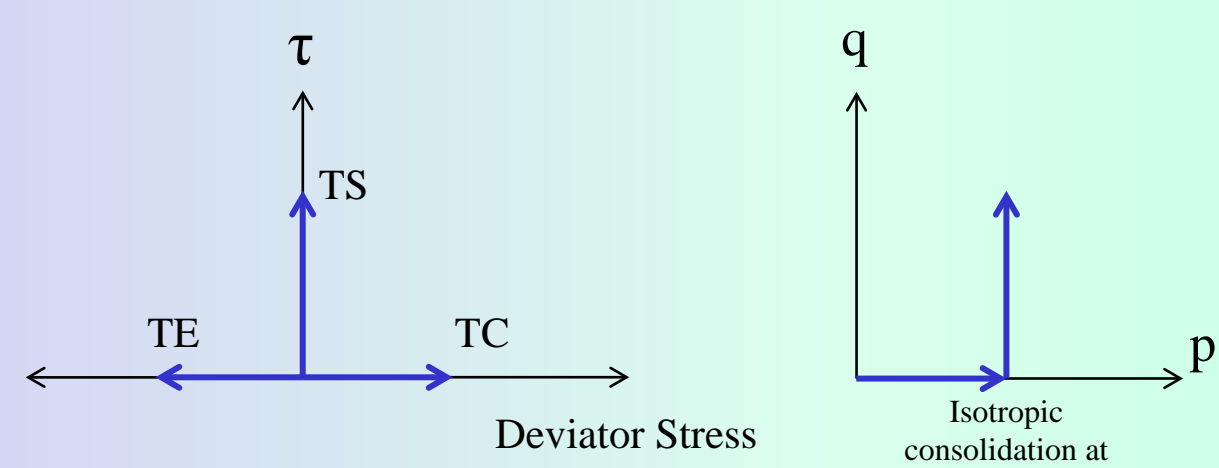 τ
TS
TE
TC
Deviator Stress
q
p
Isotropic
consolidation at